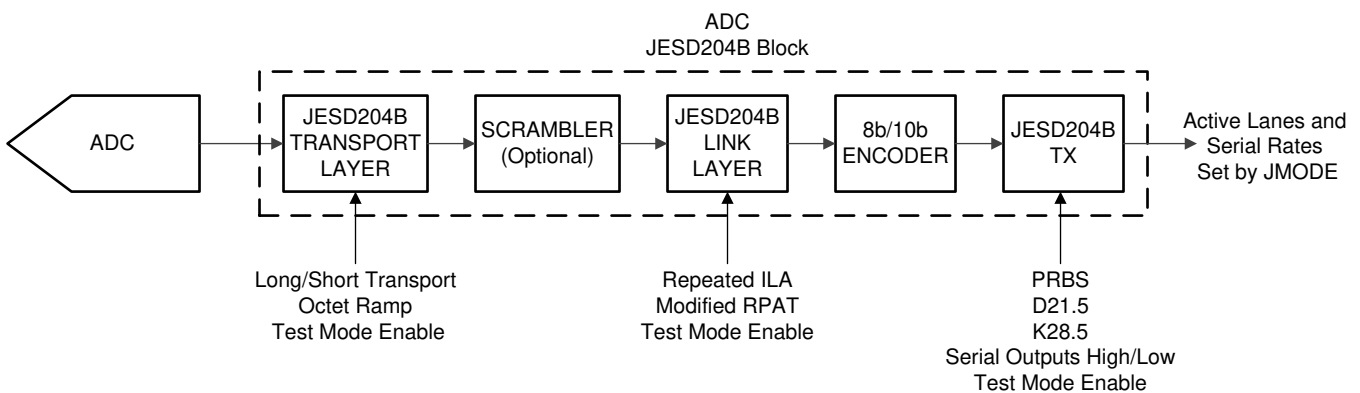 ADC
JESD204B Block
ADC
JESD204B
TRANSPORT
LAYER
SCRAMBLER
(Optional)
JESD204B
LINK
LAYER
8b/10b
ENCODER
JESD204B
TX
Active Lanes and
Serial Rates
Set by JMODE
Long/Short Transport
Octet Ramp
Test Mode Enable
Repeated ILA
Modified RPAT
Test Mode Enable
PRBS
D21.5
K28.5
Serial Outputs High/Low
Test Mode Enable